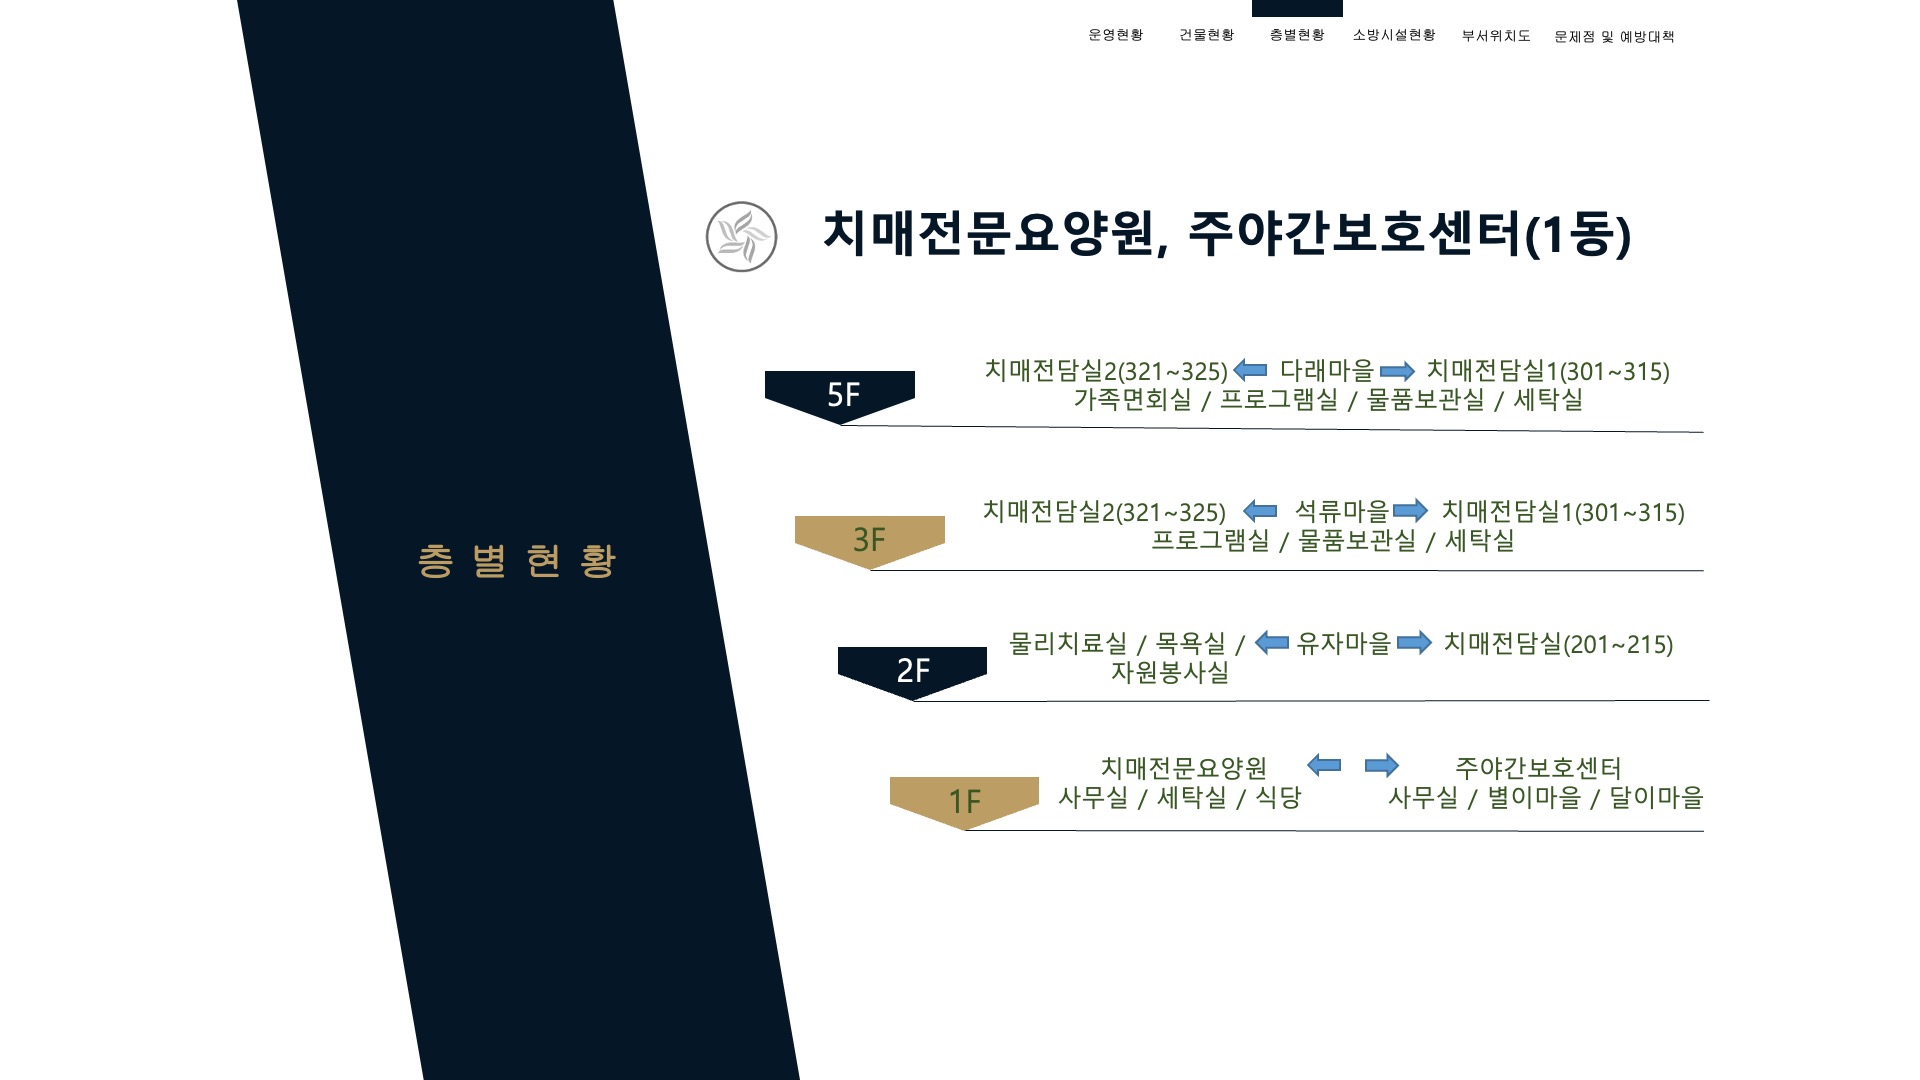 운영현황 건물현황 층별현황 소방시설현황 부서위치도 문제점 및 예방대책
치매전문요양원, 주야간보호센터(1동)
층 별 현 황
5F
치매전담실2(321~325) 다래마을 치매전담실1(301~315)
가족면회실 / 프로그램실 / 물품보관실 / 세탁실
3F
치매전담실2(321~325) 석류마을 치매전담실1(301~315)
프로그램실 / 물품보관실 / 세탁실
2F
물리치료실 / 목욕실 / 유자마을 치매전담실(201~215)
자원봉사실
1F
치매전문요양원 주야간보호센터
사무실 / 세탁실 / 식당 사무실 / 별이마을 / 달이마을